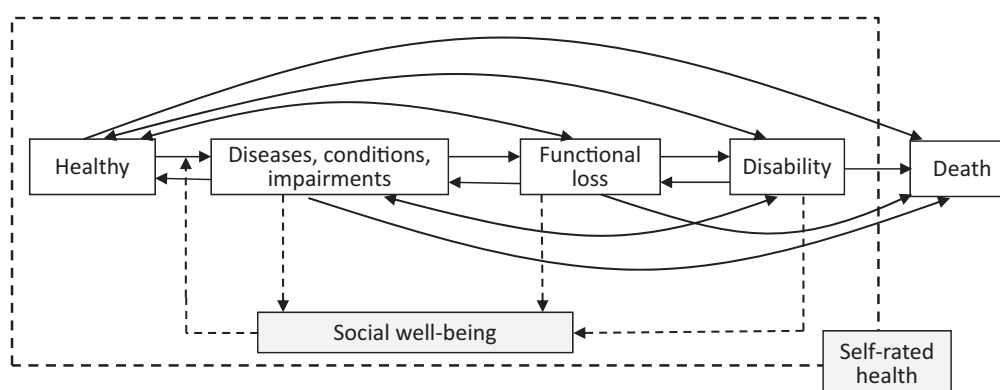 Healthy
Diseases, conditions,
impairments
Functional
loss
Disability
Death
Social well-being
Self-rated
health